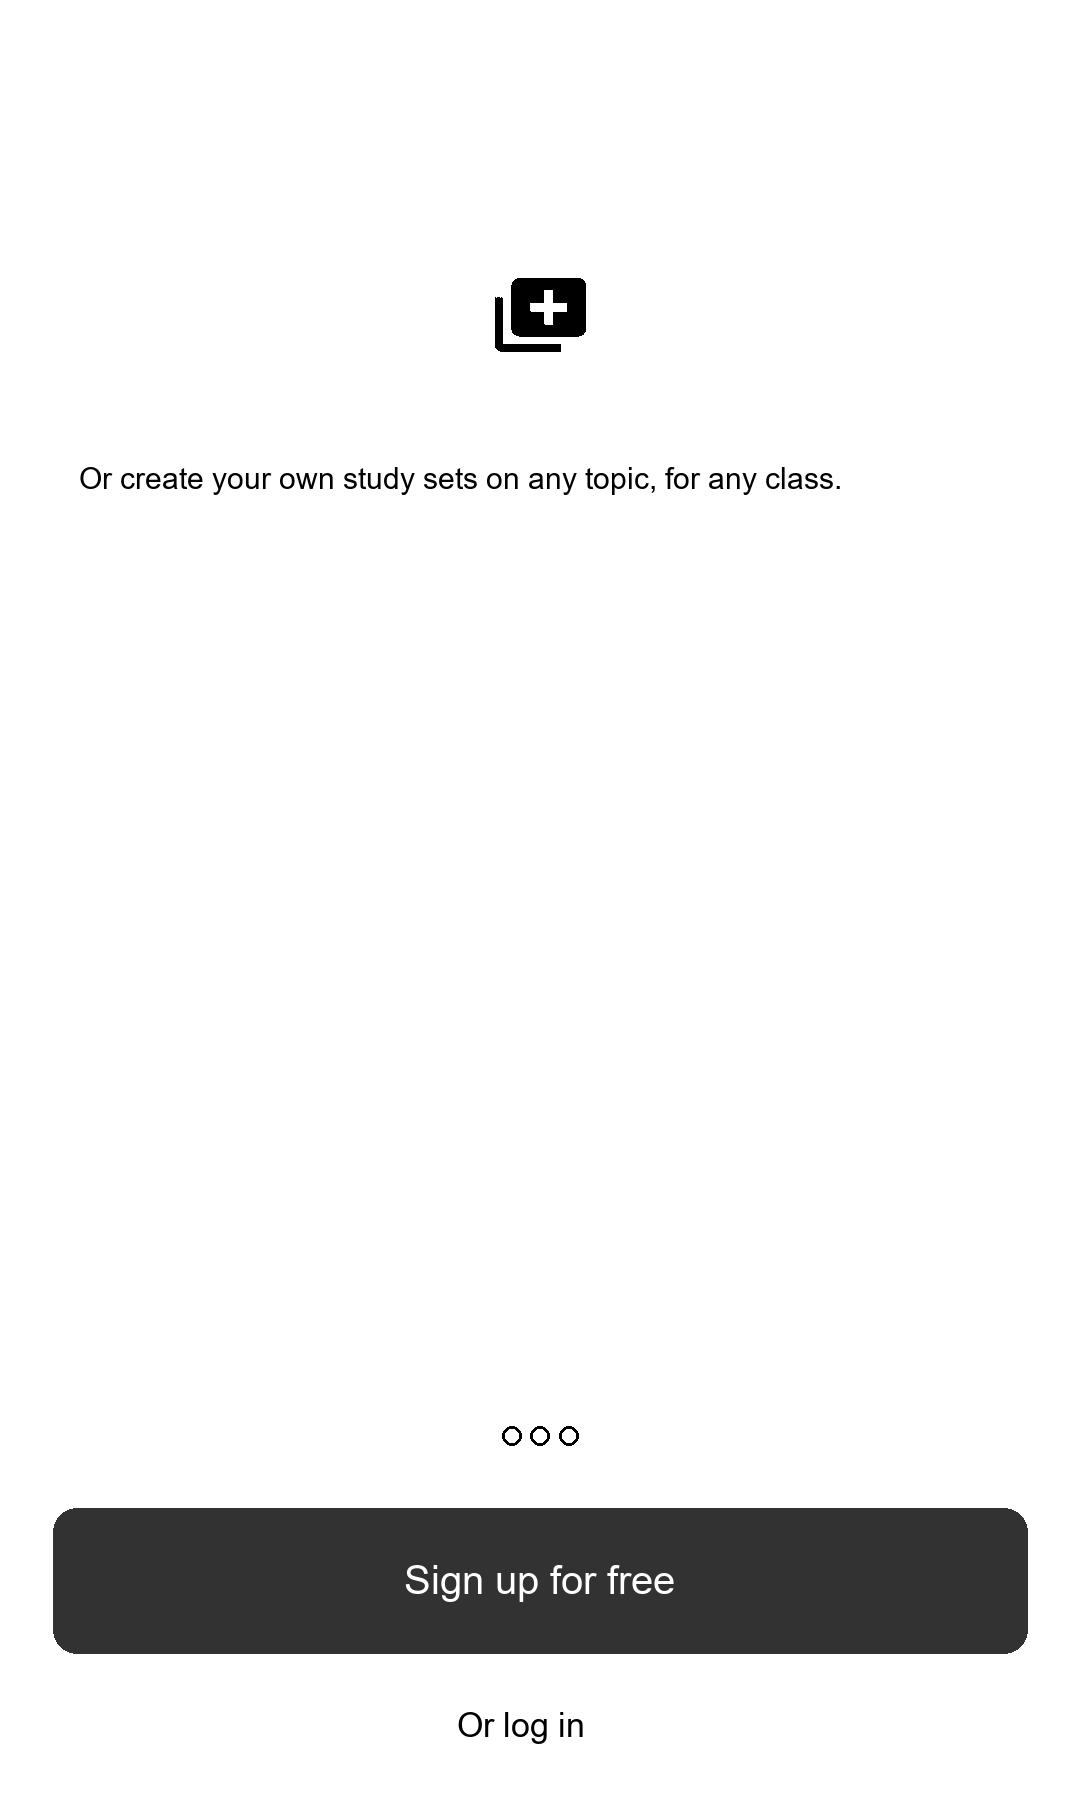 Or create your own study sets on any topic, for any class.
Sign up for free
Or log in